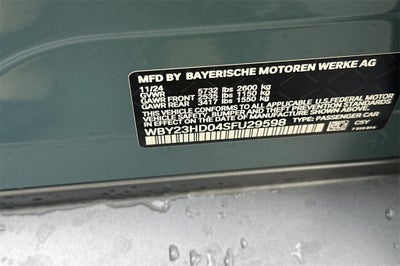 MFD BY BAYERISCHE MOTOREN WERKE AG
11/24
GVWR 5732 lbs 2600 kg
GAWR FRONT 2535 lbs 1150 kg
GAWR REAR 3417 lbs 1550 kg
THIS VEHICLE CONFORMS TO ALL APPLICABLE U.S. FEDERAL MOTOR
VEHICLE SAFETY, BUMPER, AND THEFT PREVENTION STANDARDS
IN EFFECT ON THE DATE OF MANUFACTURE SHOWN ABOVE.
WBY23HD04SFU29598 TYPE: PASSENGER CAR
C5Y